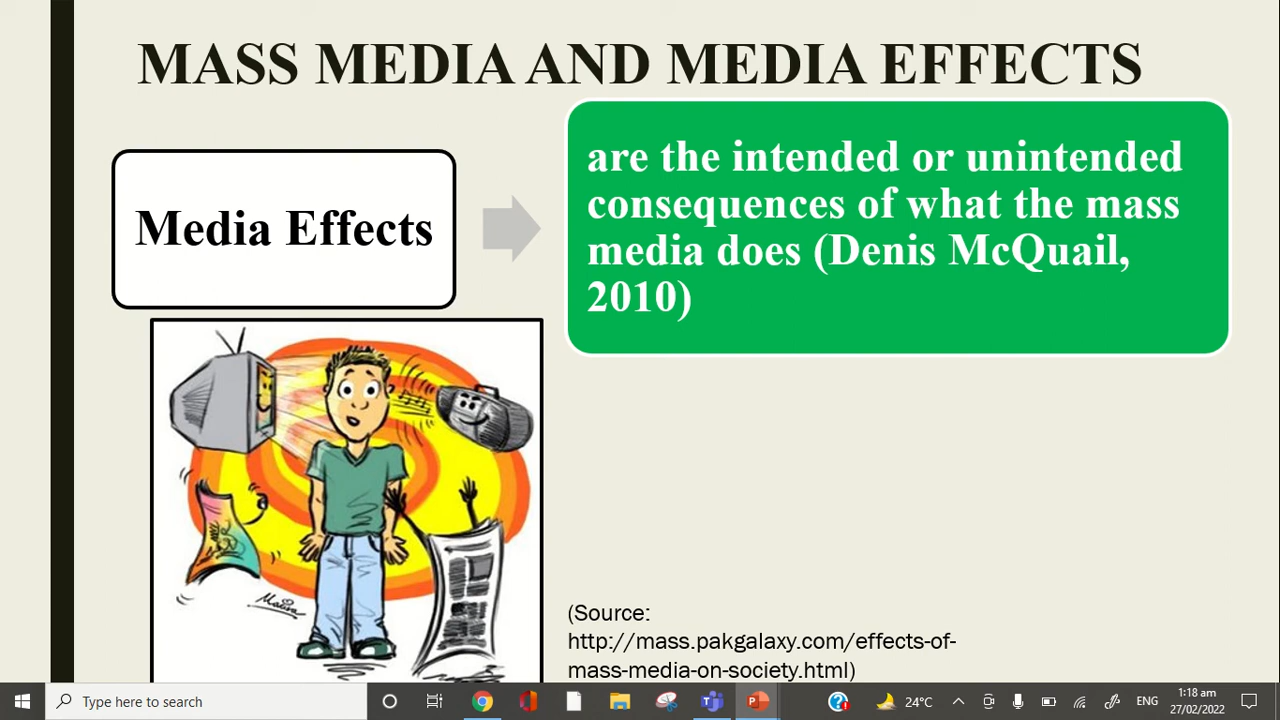 MASS MEDIA AND MEDIA EFFECTS
Media Effects
are the intended or unintended
consequences of what the mass
media does (Denis McQuail,
2010)
(Source:
http://mass.pakgalaxy.com/effects-of-
mass-media-on-society.html)
Type here to search
24°C
ENG
1:18 am
27/02/2022